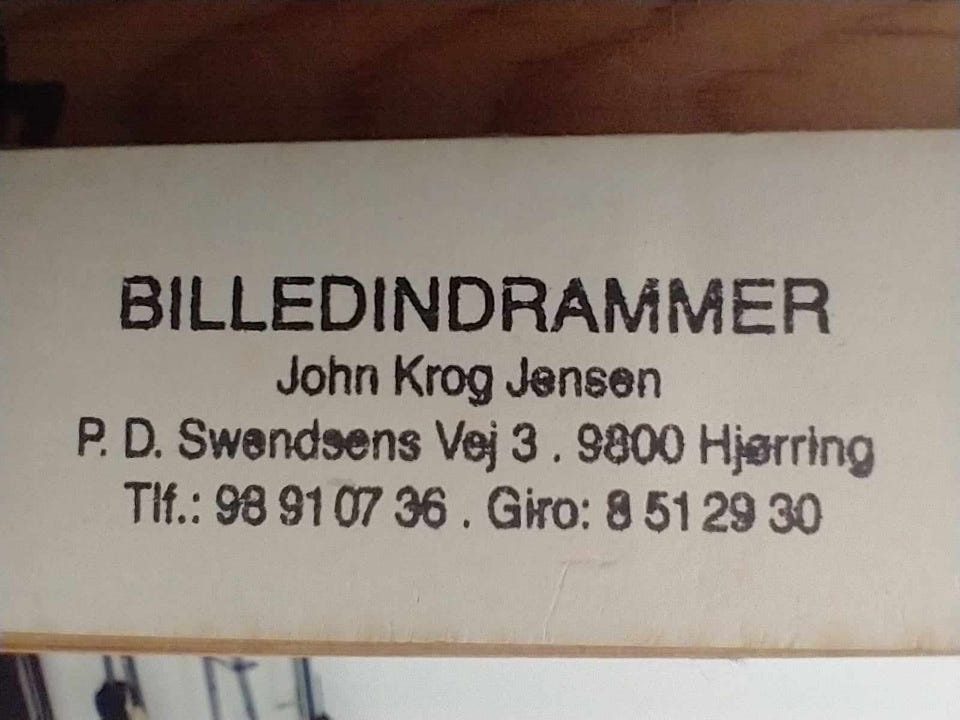 BILLEDINDRAMMER
John Krog Jensen
P. D. Swendsens Vej 3 . 9800 Hjørring
Tlf.: 98 91 07 36 . Giro: 8 51 29 30